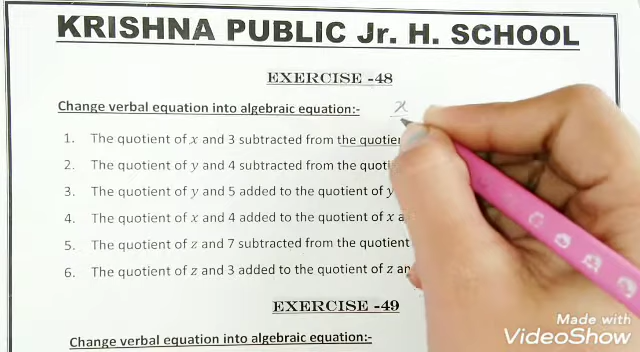 KRISHNA PUBLIC Jr. H. SCHOOL
EXERCISE -48
Change verbal equation into algebraic equation:-
x
1. The quotient of x and 3 subtracted from the
2. The quotient of y and 4 subtracted from the
3. The quotient of y and 5 added to the quotient of y
4. The quotient of x and 4 added to the quotient of x
5. The quotient of z and 7 subtracted from the quotient
6. The quotient of z and 3 added to the quotient of z
EXERCISE -49
Change verbal equation into algebraic equation:-
Made with
VideoShow